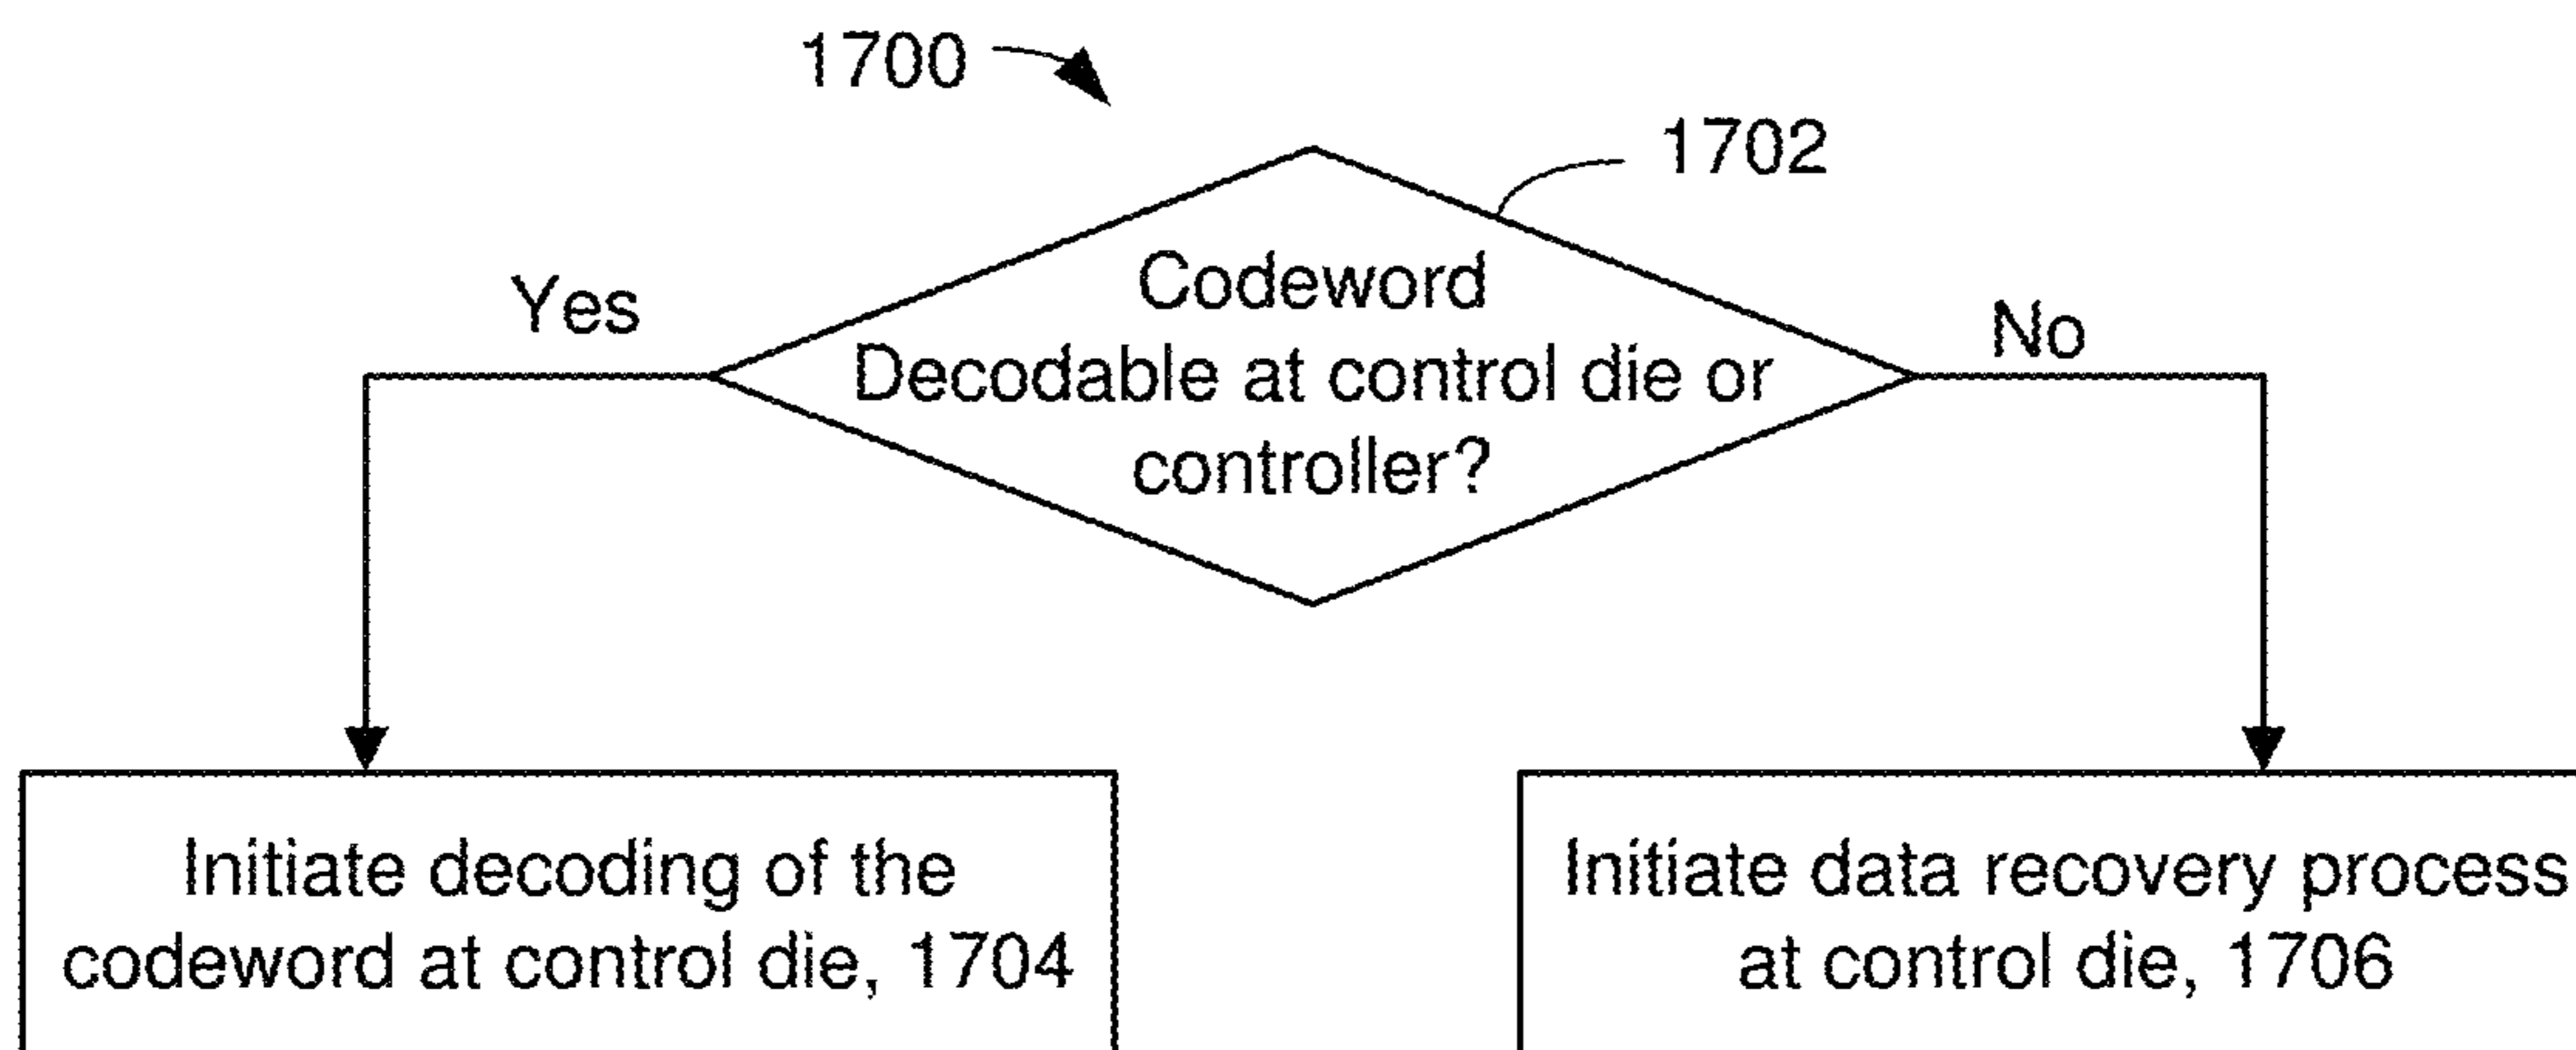 1700
1702
Codeword
Decodable at control die or
controller?
Yes
No
Initiate decoding of the
codeword at control die, 1704
Initiate data recovery process
at control die, 1706